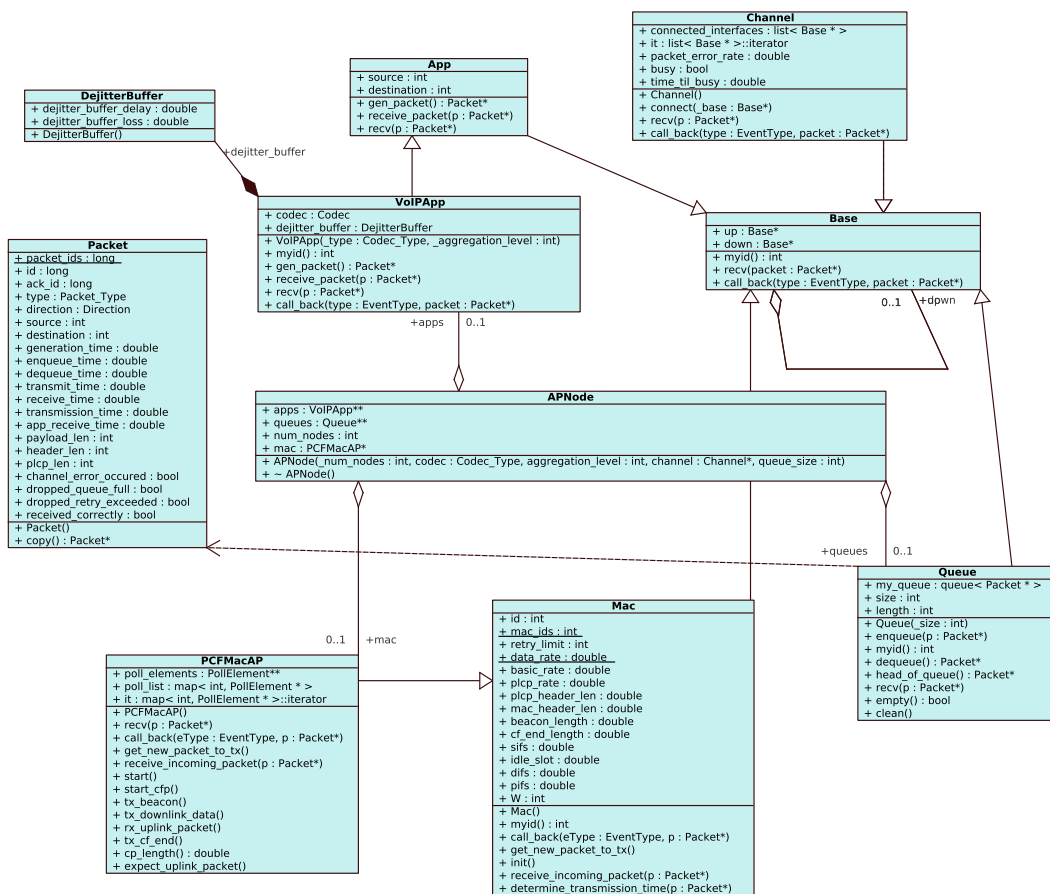 Channel
+ connected_interfaces : list< Base * >
+ it : list< Base * >::iterator
+ packet_error_rate : double
+ busy : bool
+ time_til_busy : double
+ Channel()
+ connect(_base : Base*)
+ recv(p : Packet*)
+ call_back(type : EventType, packet : Packet*)
App
+ source : int
+ destination : int
+ gen_packet() : Packet*
+ receive_packet(p : Packet*)
+ recv(p : Packet*)
DejitterBuffer
+ dejitter_buffer_delay : double
+ dejitter_buffer_loss : double
+ DejitterBuffer()
+dejitter_buffer
VoIPApp
+ codec : Codec
+ dejitter_buffer : DejitterBuffer
+ VoIPApp(_type : Codec_Type, _aggregation_level : int)
+ myid() : int
+ gen_packet() : Packet*
+ receive_packet(p : Packet*)
+ recv(p : Packet*)
+ call_back(type : EventType, packet : Packet*)
+apps 0..1
Base
+ up : Base*
+ down : Base*
+ myid() : int
+ recv(packet : Packet*)
+ call_back(type : EventType, packet : Packet*)
0..1 +down
Packet
+ packet_ids : long
+ id : long
+ ack_id : long
+ type : Packet_Type
+ direction : Direction
+ source : int
+ destination : int
+ generation_time : double
+ enqueue_time : double
+ dequeue_time : double
+ transmit_time : double
+ receive_time : double
+ transmission_time : double
+ app_receive_time : double
+ payload_len : int
+ header_len : int
+ plcp_len : int
+ channel_error_occured : bool
+ dropped_queue_full : bool
+ dropped_retry_exceeded : bool
+ received_correctly : bool
+ Packet()
+ copy() : Packet*
APNode
+ apps : VoIPApp**
+ queues : Queue**
+ num_nodes : int
+ mac : PCFMacAP*
+ APNode(_num_nodes : int, codec : Codec_Type, aggregation_level : int, channel : Channel*, queue_size : int)
+ ~ APNode()
+queues 0..1
Queue
+ my_queue : queue< Packet * >
+ size : int
+ length : int
+ Queue(_size : int)
+ enqueue(p : Packet*)
+ myid() : int
+ dequeue() : Packet*
+ head_of_queue() : Packet*
+ recv(p : Packet*)
+ empty() : bool
+ clean()
0..1 +mac
PCFMacAP
+ poll_elements : PollElement**
+ poll_list : map< int, PollElement * >
+ it : map< int, PollElement * >::iterator
+ PCFMacAP()
+ recv(p : Packet*)
+ call_back(eType : EventType, p : Packet*)
+ get_new_packet_to_tx()
+ receive_incoming_packet(p : Packet*)
+ start()
+ start_cfp()
+ tx_beacon()
+ tx_downlink_data()
+ rx_uplink_packet()
+ tx_cf_end()
+ cp_length() : double
+ expect_uplink_packet()
Mac
+ id : int
+ mac_ids : int
+ retry_limit : int
+ data_rate : double
+ basic_rate : double
+ plcp_rate : double
+ plcp_header_len : double
+ mac_header_len : double
+ beacon_length : double
+ cf_end_length : double
+ sifs : double
+ idle_slot : double
+ difs : double
+ pifs : double
+ W : int
+ Mac()
+ myid() : int
+ call_back(eType : EventType, p : Packet*)
+ get_new_packet_to_tx()
+ init()
+ receive_incoming_packet(p : Packet*)
+ determine_transmission_time(p : Packet*)